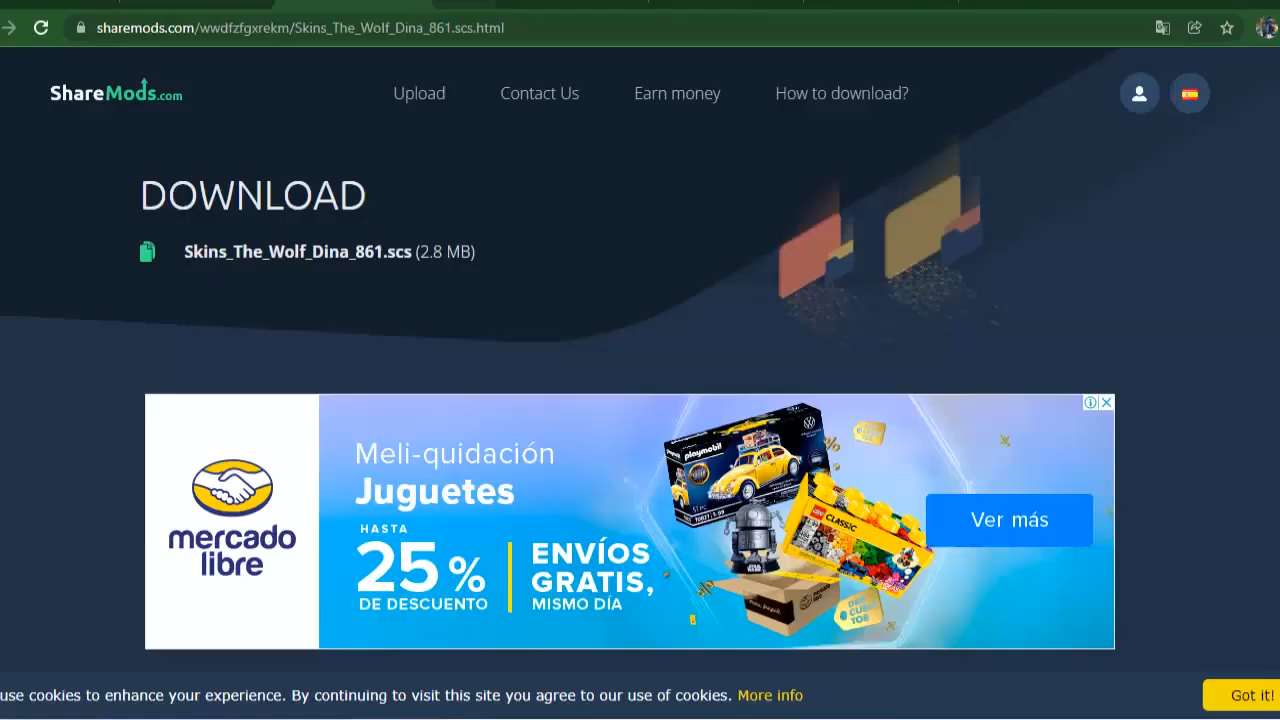 sharemods.com/wwdfzfgxrekm/Skins_The_Wolf_Dina_861.scs.html
ShareMods.com
Upload
Contact Us
Earn money
How to download?
DOWNLOAD
Skins_The_Wolf_Dina_861.scs (2.8 MB)
Meli-quidación
Juguetes
HASTA
25%
DE DESCUENTO
ENVÍOS
GRATIS,
MISMO DÍA
mercado
libre
playmobil
LEGO
CLASSIC
STAR WARS
Ver más
use cookies to enhance your experience. By continuing to visit this site you agree to our use of cookies. More info
Got it!